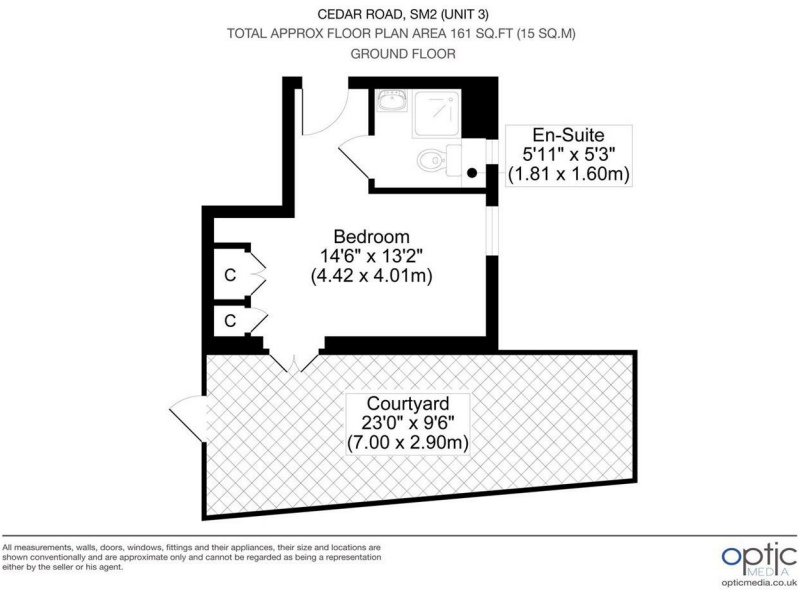 CEDAR ROAD, SM2 (UNIT 3)
TOTAL APPROX FLOOR PLAN AREA 161 SQ.FT (15 SQ.M)
GROUND FLOOR
En-Suite
5'11" x 5'3"
(1.81 x 1.60m)
Bedroom
14'6" x 13'2"
(4.42 x 4.01m)
C
C
Courtyard
23'0" x 9'6"
(7.00 x 2.90m)
All measurements, walls, doors, windows, fittings and their appliances, their size and locations are
shown conventionally and are approximate only and cannot be regarded as being a representation
either by the seller or his agent.
optic
MEDIA
opticmedia.co.uk